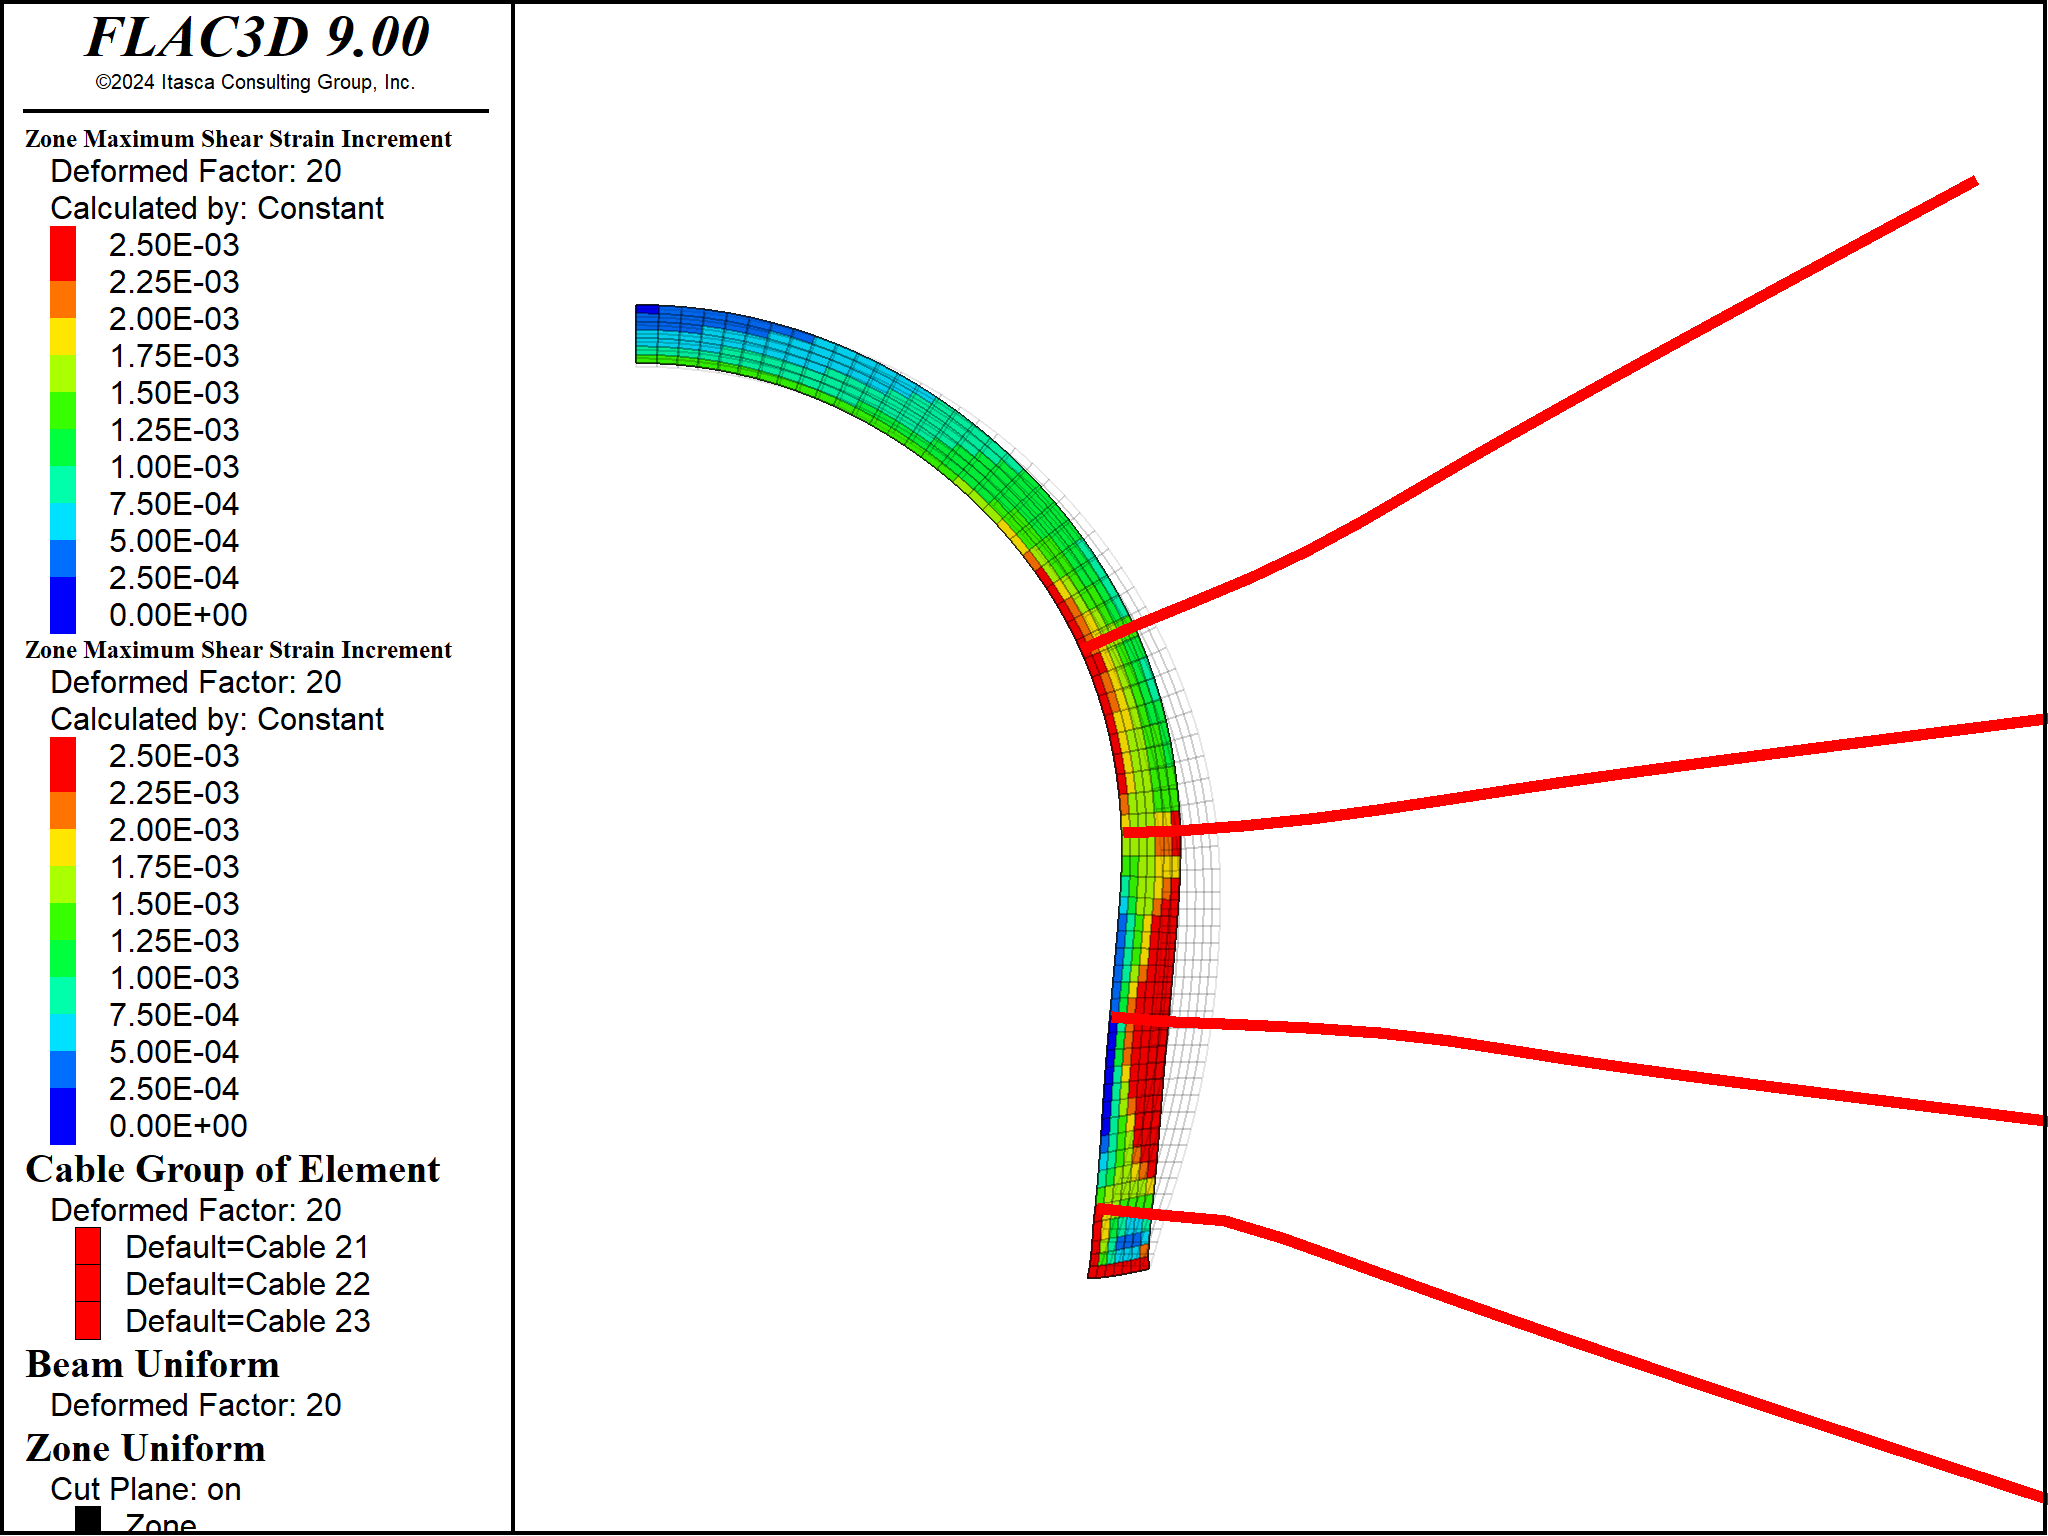 FLAC3D 9.00
©2024 Itasca Consulting Group, Inc.
Zone Maximum Shear Strain Increment
Deformed Factor: 20
Calculated by: Constant
2.50E-03
2.25E-03
2.00E-03
1.75E-03
1.50E-03
1.25E-03
1.00E-03
7.50E-04
5.00E-04
2.50E-04
0.00E+00
Zone Maximum Shear Strain Increment
Deformed Factor: 20
Calculated by: Constant
2.50E-03
2.25E-03
2.00E-03
1.75E-03
1.50E-03
1.25E-03
1.00E-03
7.50E-04
5.00E-04
2.50E-04
0.00E+00
Cable Group of Element
Deformed Factor: 20
Default=Cable 21
Default=Cable 22
Default=Cable 23
Beam Uniform
Deformed Factor: 20
Zone Uniform
Cut Plane: on
Zone